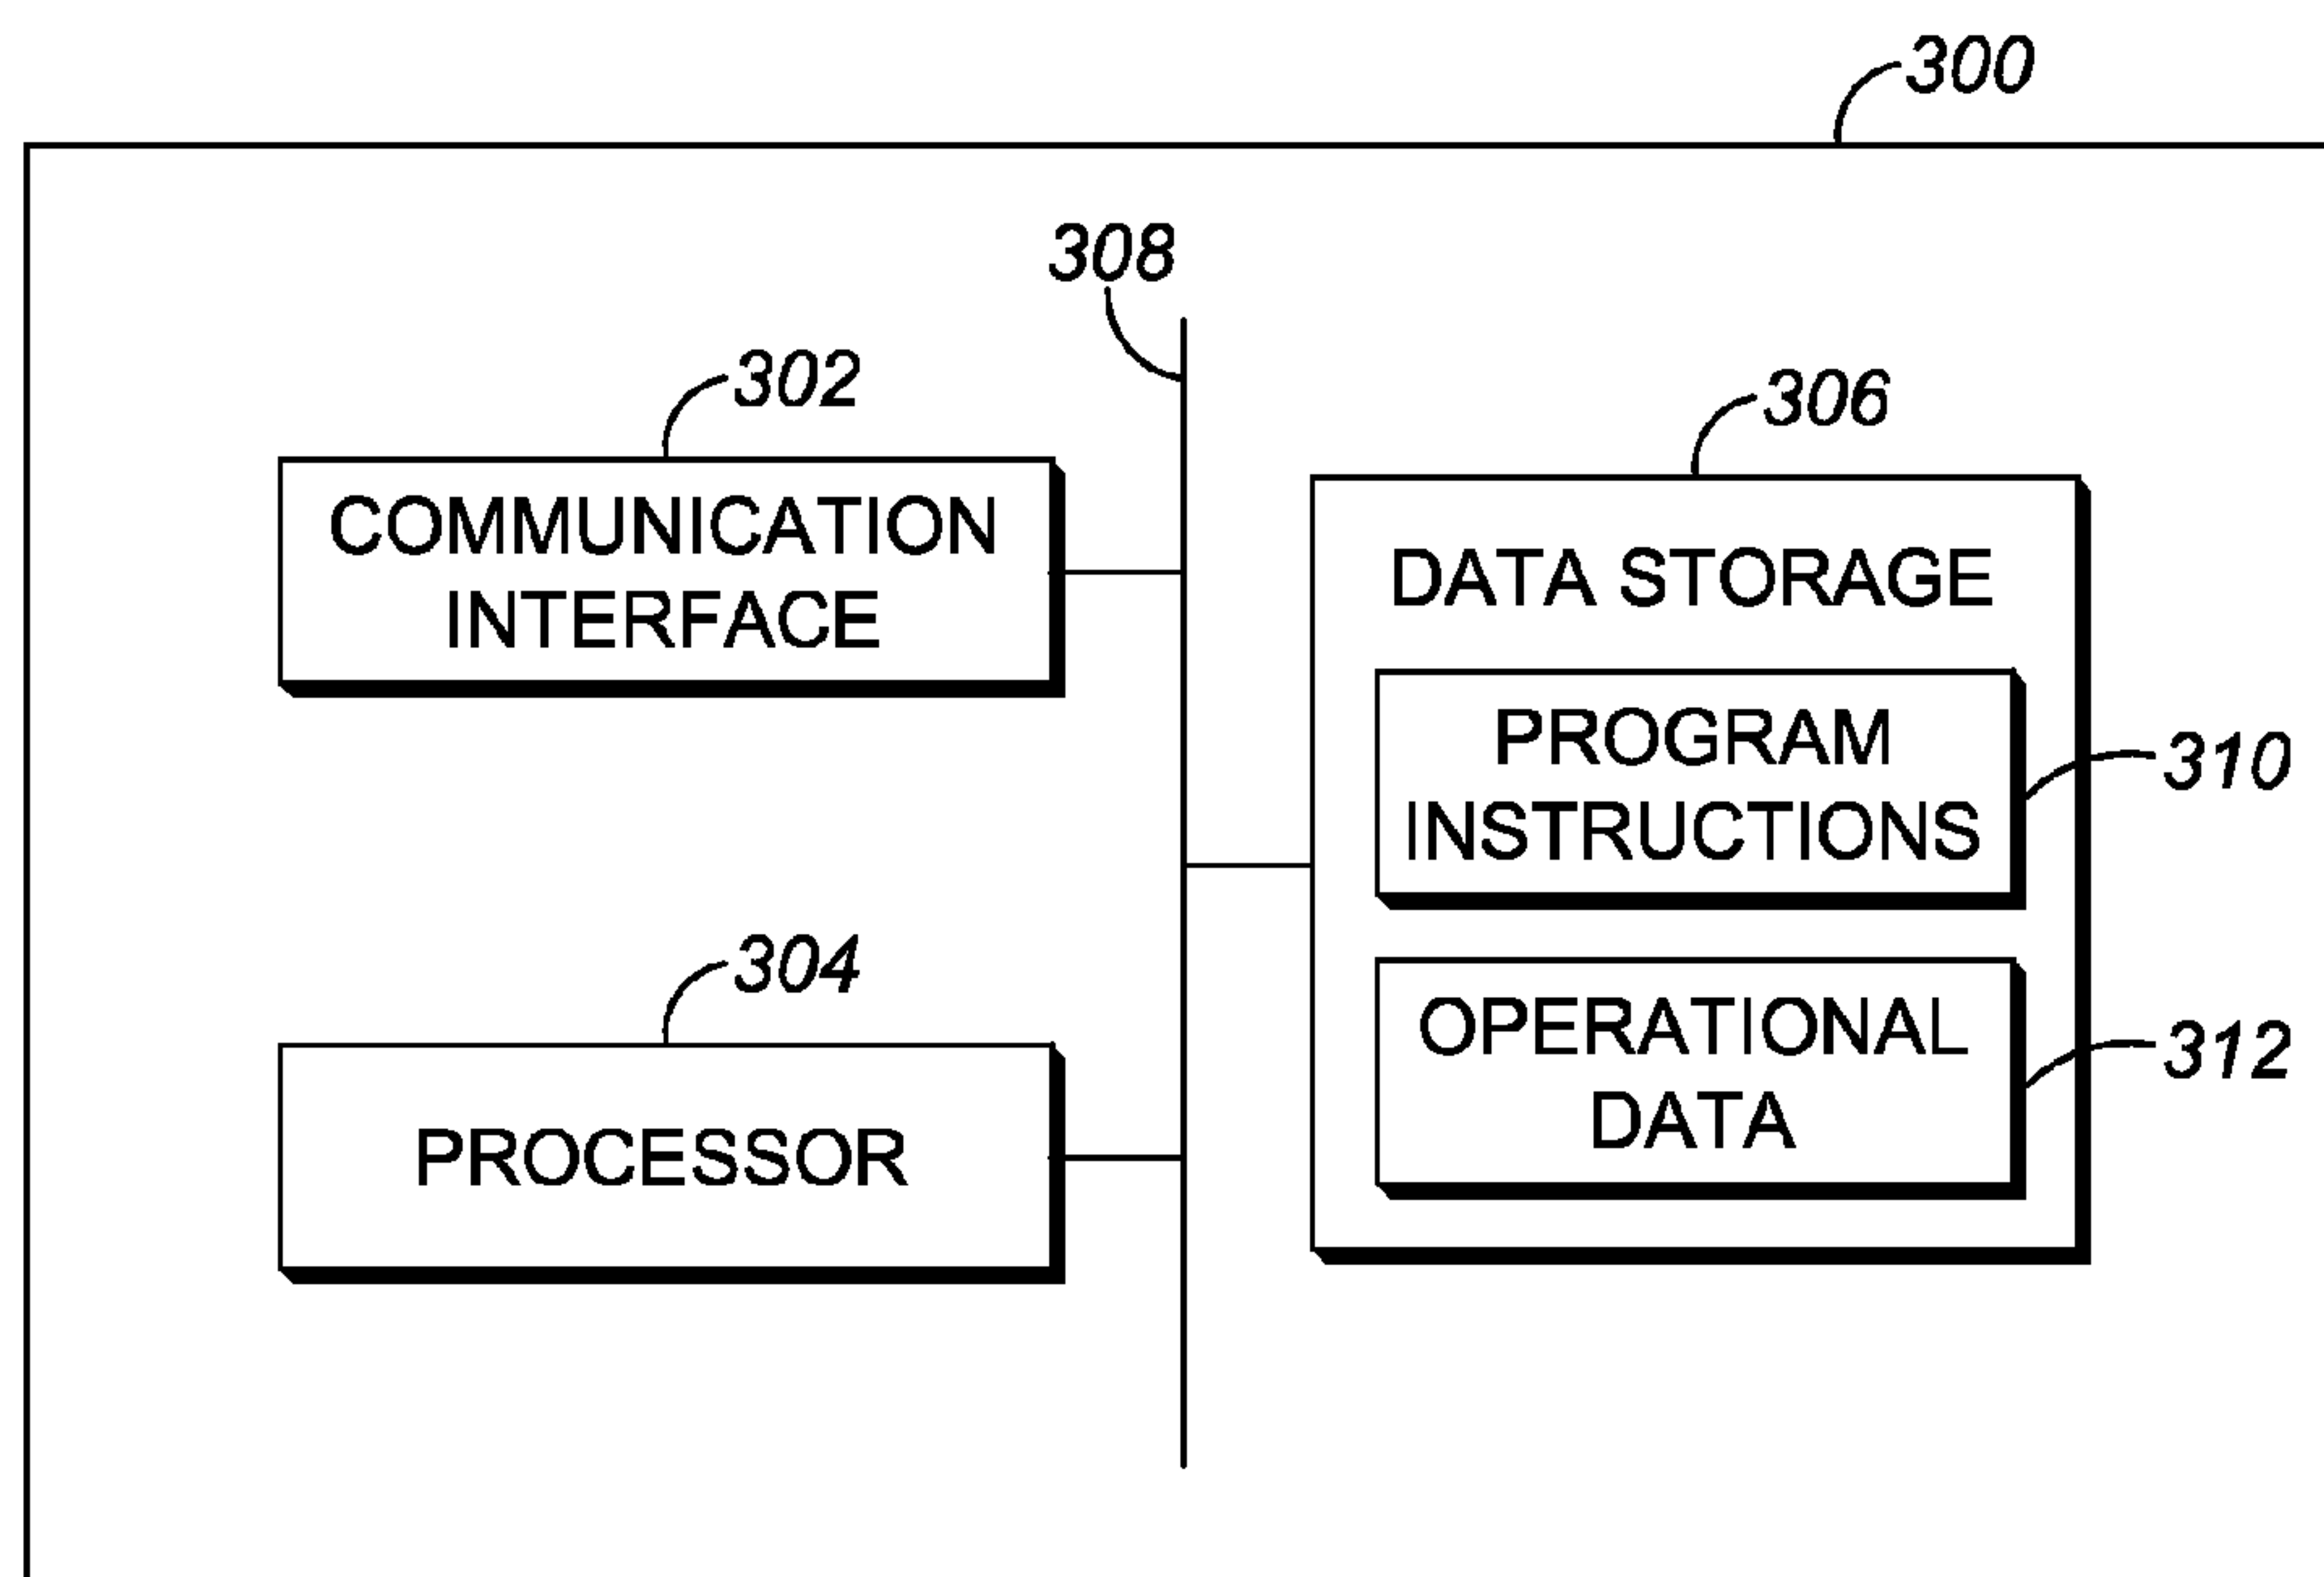 300
308
302
COMMUNICATION
INTERFACE
306
DATA STORAGE
PROGRAM
INSTRUCTIONS
310
304
PROCESSOR
OPERATIONAL
DATA
312